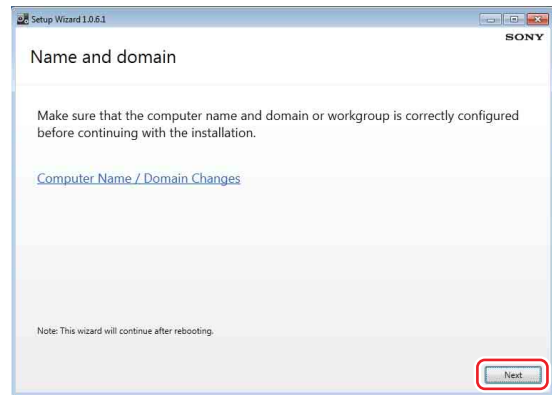 Setup Wizard 1.0.6.1
SONY
Name and domain
Make sure that the computer name and domain or workgroup is correctly configured
before continuing with the installation.
Computer Name / Domain Changes
Note: This wizard will continue after rebooting.
Next